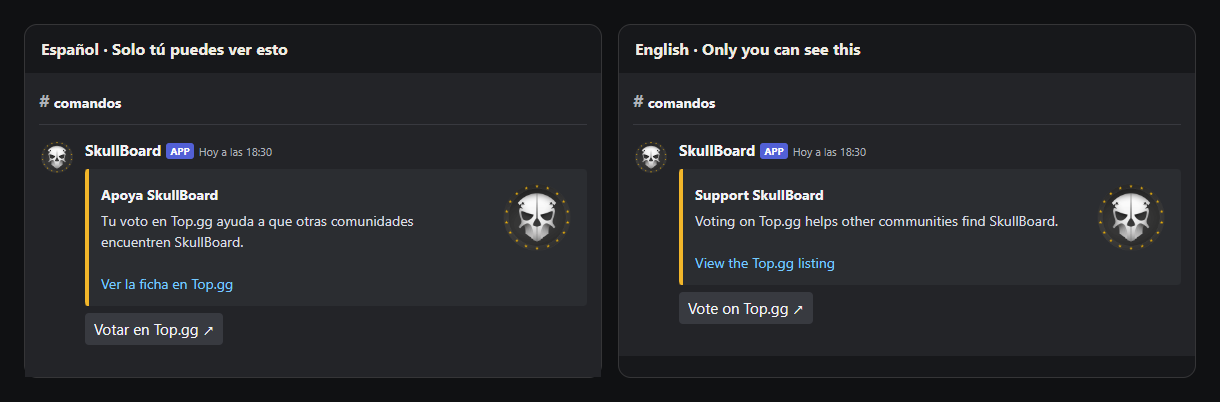 Español · Solo tú puedes ver esto
# comandos
SkullBoard APP Hoy a las 18:30
Apoya SkullBoard
Tu voto en Top.gg ayuda a que otras comunidades
encuentren SkullBoard.
Ver la ficha en Top.gg
Votar en Top.gg ↗
English · Only you can see this
# comandos
SkullBoard APP Hoy a las 18:30
Support SkullBoard
Voting on Top.gg helps other communities find SkullBoard.
View the Top.gg listing
Vote on Top.gg ↗